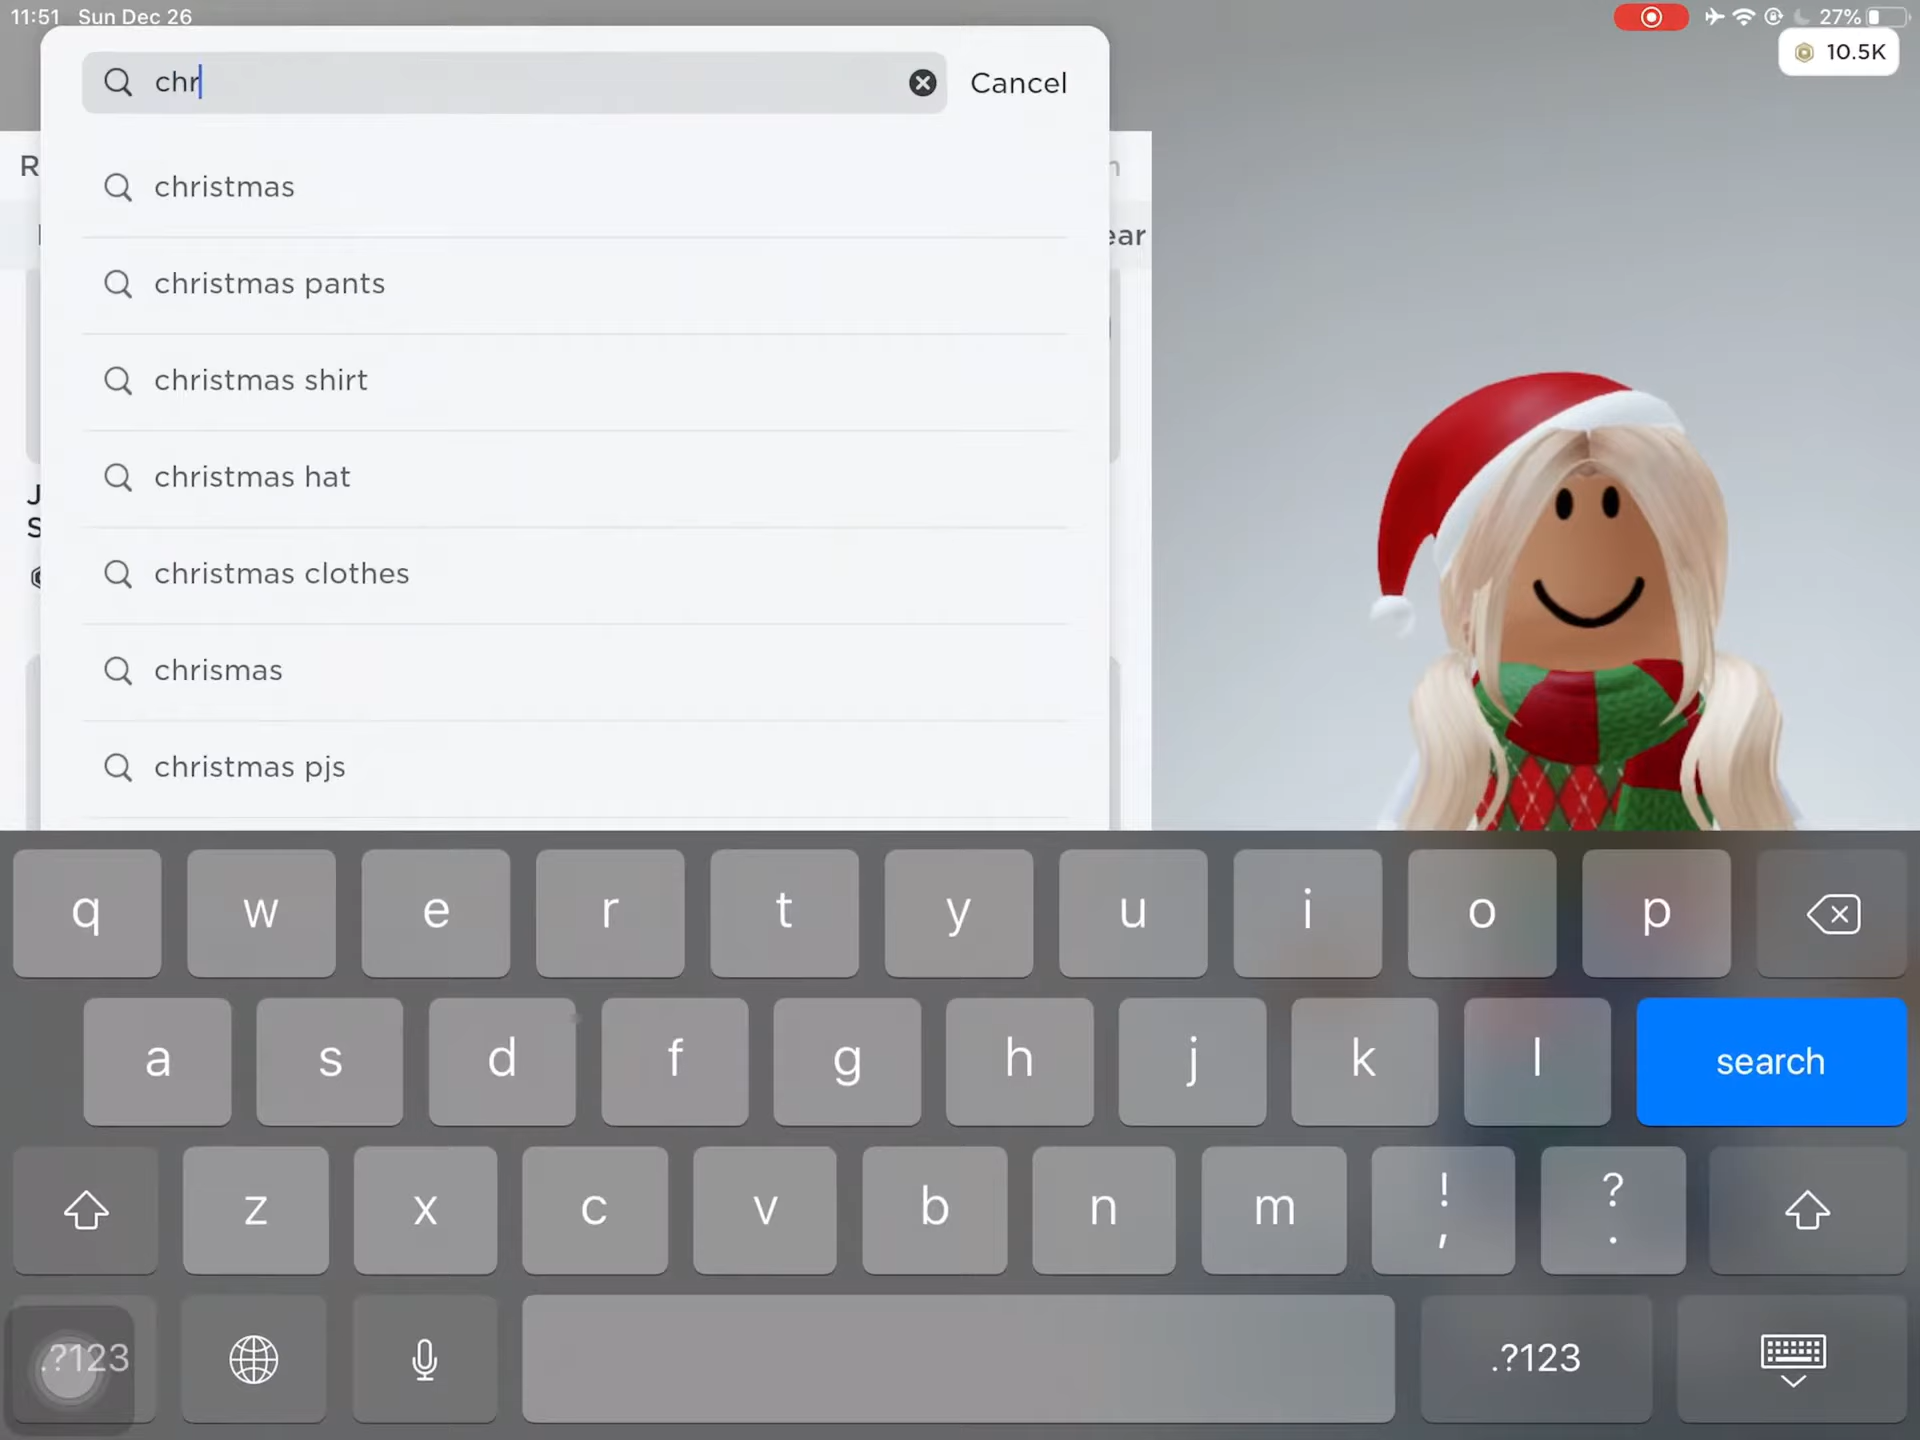 11:51 Sun Dec 26
27%
10.5K
chr
Cancel
R
christmas
ear
christmas pants
christmas shirt
christmas hat
J
S
christmas clothes
chrismas
christmas pjs
q w e r t y u i o p
a s d f g h j k l search
z x c v b n m ! , ? .
.?123 .?123